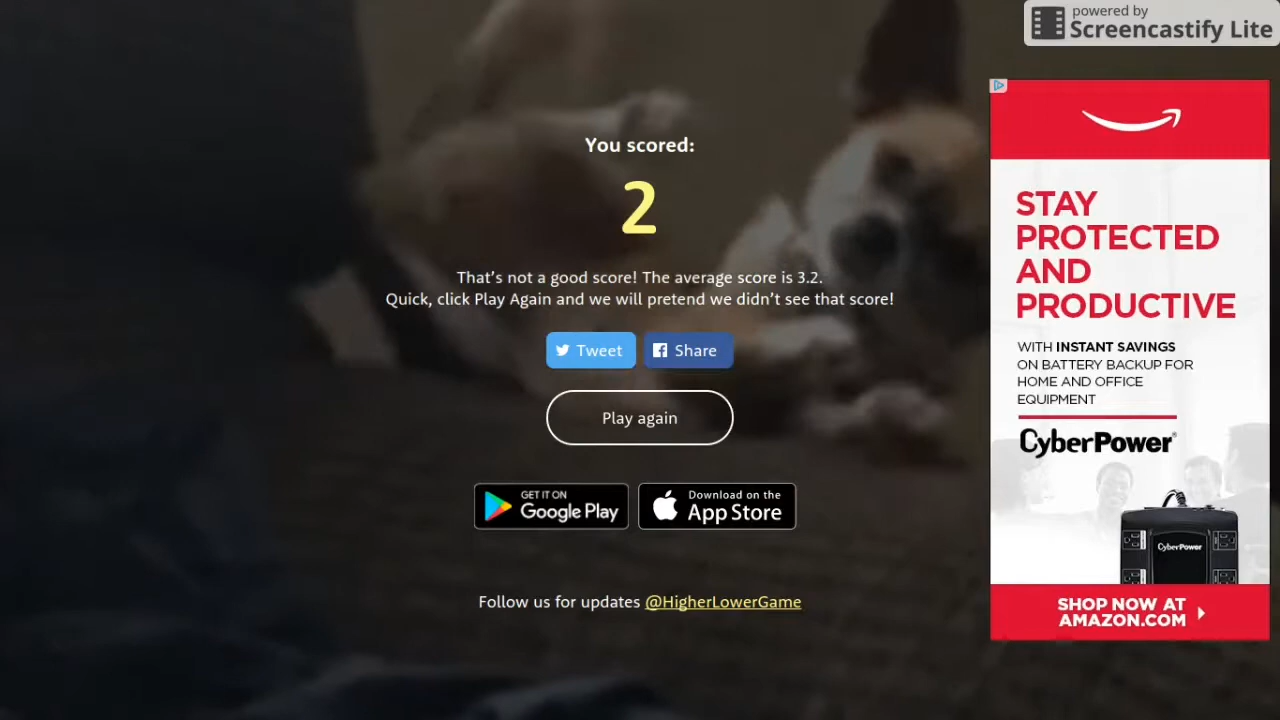 powered by
Screencastify Lite
You scored:
2
That's not a good score! The average score is 3.2.
Quick, click Play Again and we will pretend we didn't see that score!
Tweet
Share
Play again
GET IT ON
Google Play
Download on the
App Store
Follow us for updates @HigherLowerGame
STAY
PROTECTED
AND
PRODUCTIVE
WITH INSTANT SAVINGS
ON BATTERY BACKUP FOR
HOME AND OFFICE
EQUIPMENT
CyberPower®
CyberPower
SHOP NOW AT
AMAZON.COM